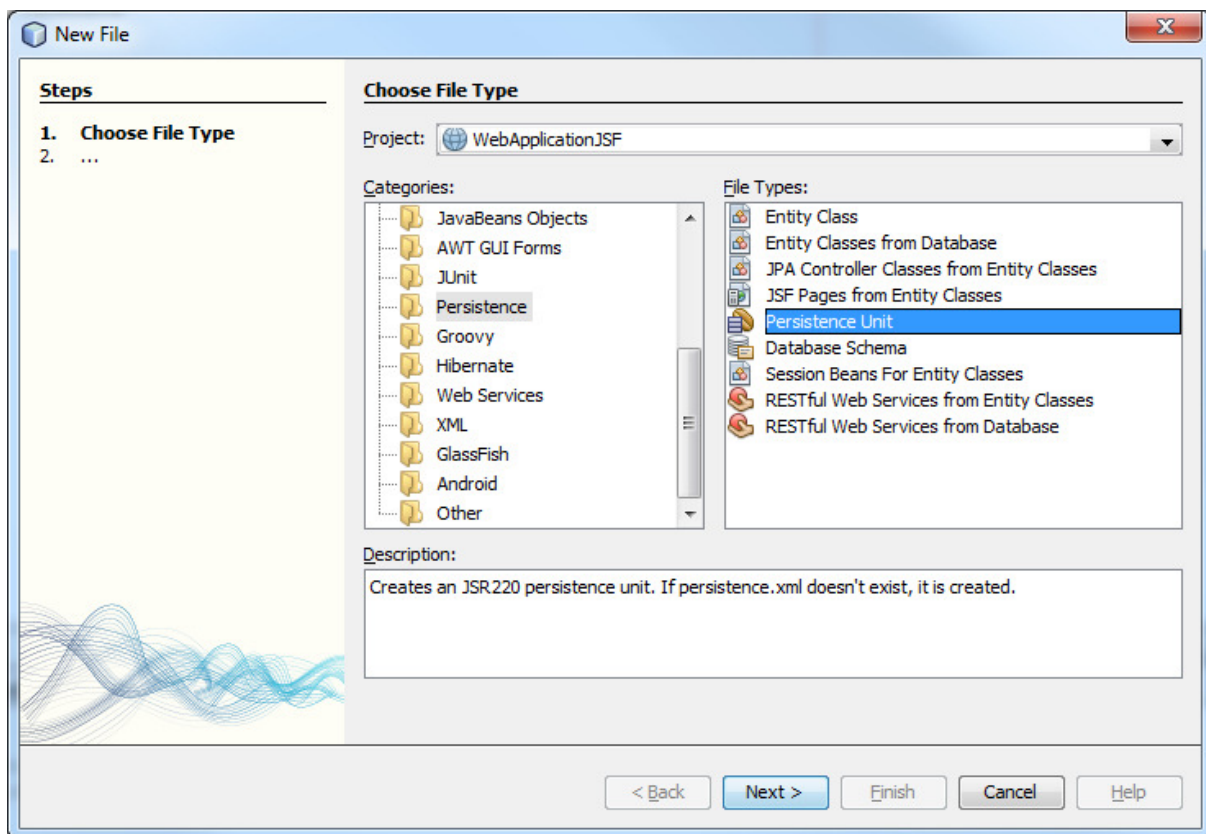 New File
Steps
1. Choose File Type
2. ...
Choose File Type
Project: WebApplicationJSF
Categories:
JavaBeans Objects
AWT GUI Forms
JUnit
Persistence
Groovy
Hibernate
Web Services
XML
GlassFish
Android
Other
File Types:
Entity Class
Entity Classes from Database
JPA Controller Classes from Entity Classes
JSF Pages from Entity Classes
Persistence Unit
Database Schema
Session Beans For Entity Classes
RESTful Web Services from Entity Classes
RESTful Web Services from Database
Description:
Creates an JSR220 persistence unit. If persistence.xml doesn't exist, it is created.
< Back Next > Finish Cancel Help